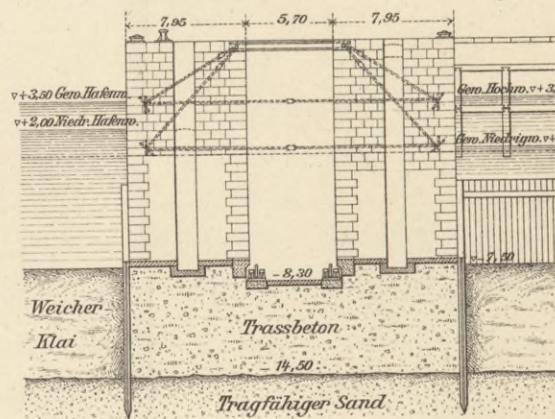 7,95 5,70 7,95
▽+3,50 Gew. Hafenw.
Gew. Hochw. ▽+3,
▽+2,00 Niedr. Hafenw.
Gew. Niedrigw. ▽+
▽-7,50
-8,30
Weicher
Klai
Trassbeton
-14,50
Tragfähiger Sand